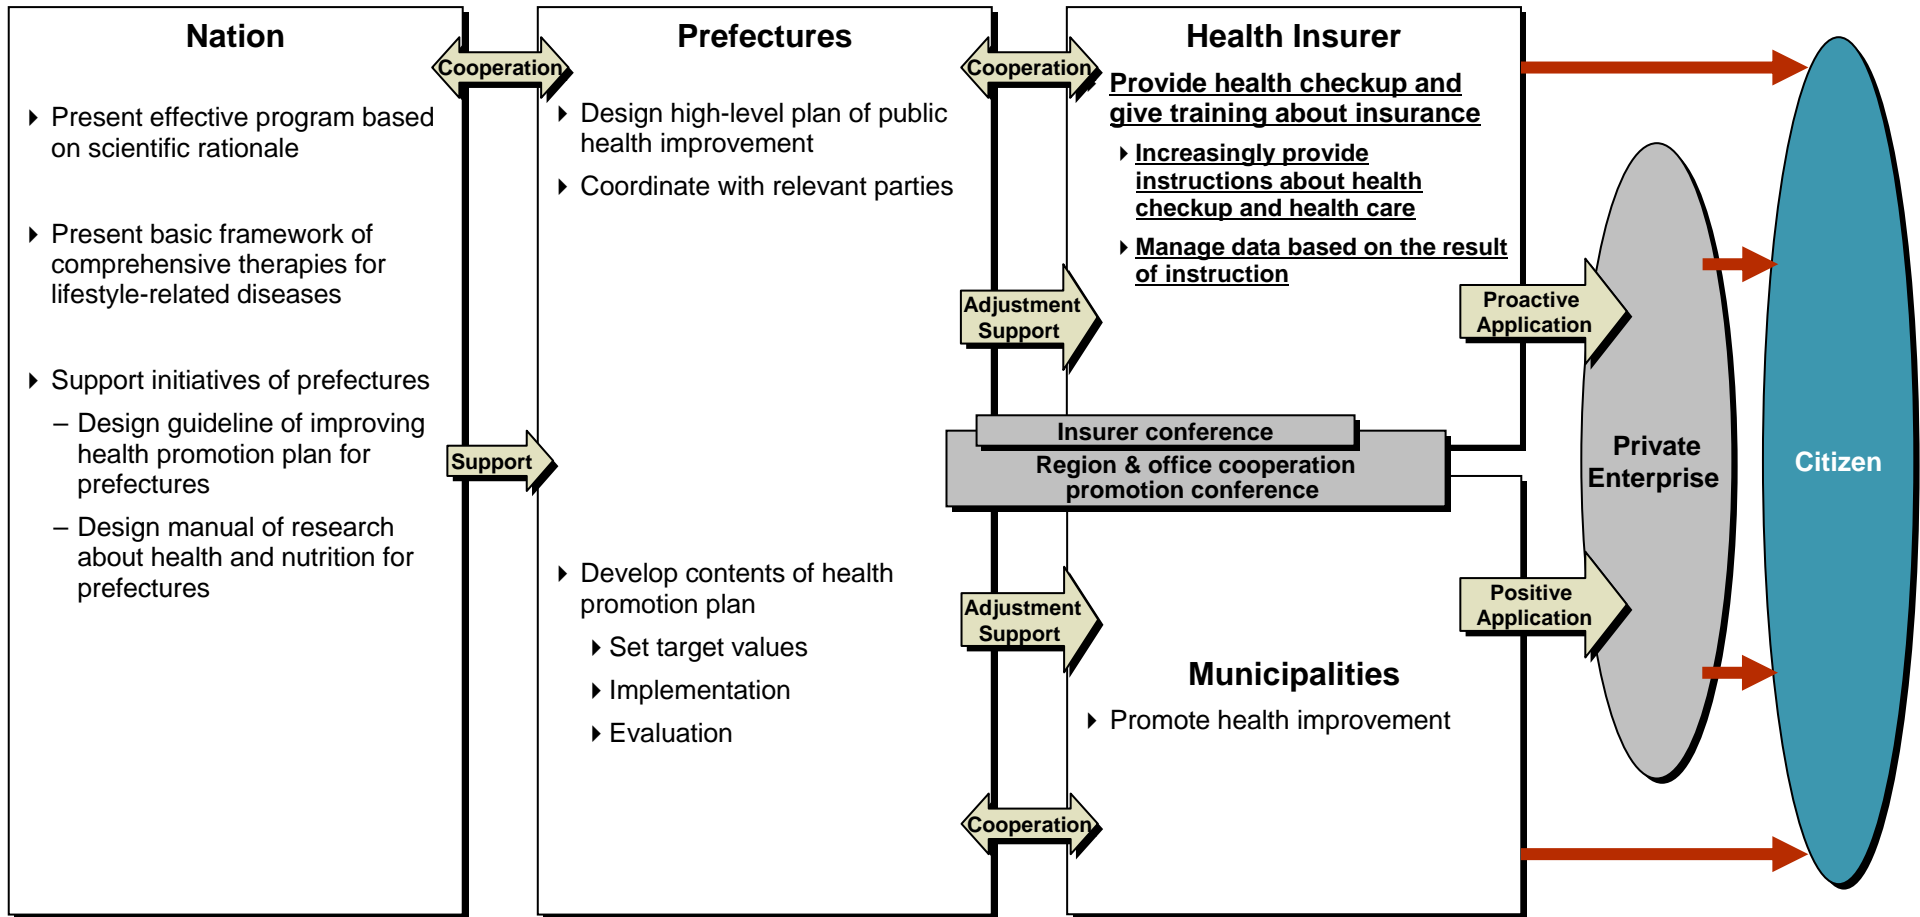 Nation
Cooperation
Present effective program based
on scientific rationale
Present basic framework of
comprehensive therapies for
lifestyle-related diseases
Support initiatives of prefectures
– Design guideline of improving
health promotion plan for
prefectures
– Design manual of research
about health and nutrition for
prefectures
Support
Prefectures
Cooperation
Design high-level plan of public
health improvement
Coordinate with relevant parties
Adjustment
Support
Develop contents of health
promotion plan
Set target values
Implementation
Evaluation
Adjustment
Support
Cooperation
Health Insurer
Provide health checkup and
give training about insurance
Increasingly provide
instructions about health
checkup and health care
Manage data based on the result
of instruction
Proactive
Application
Insurer conference
Region & office cooperation
promotion conference
Positive
Application
Municipalities
Promote health improvement
Private
Enterprise
Citizen